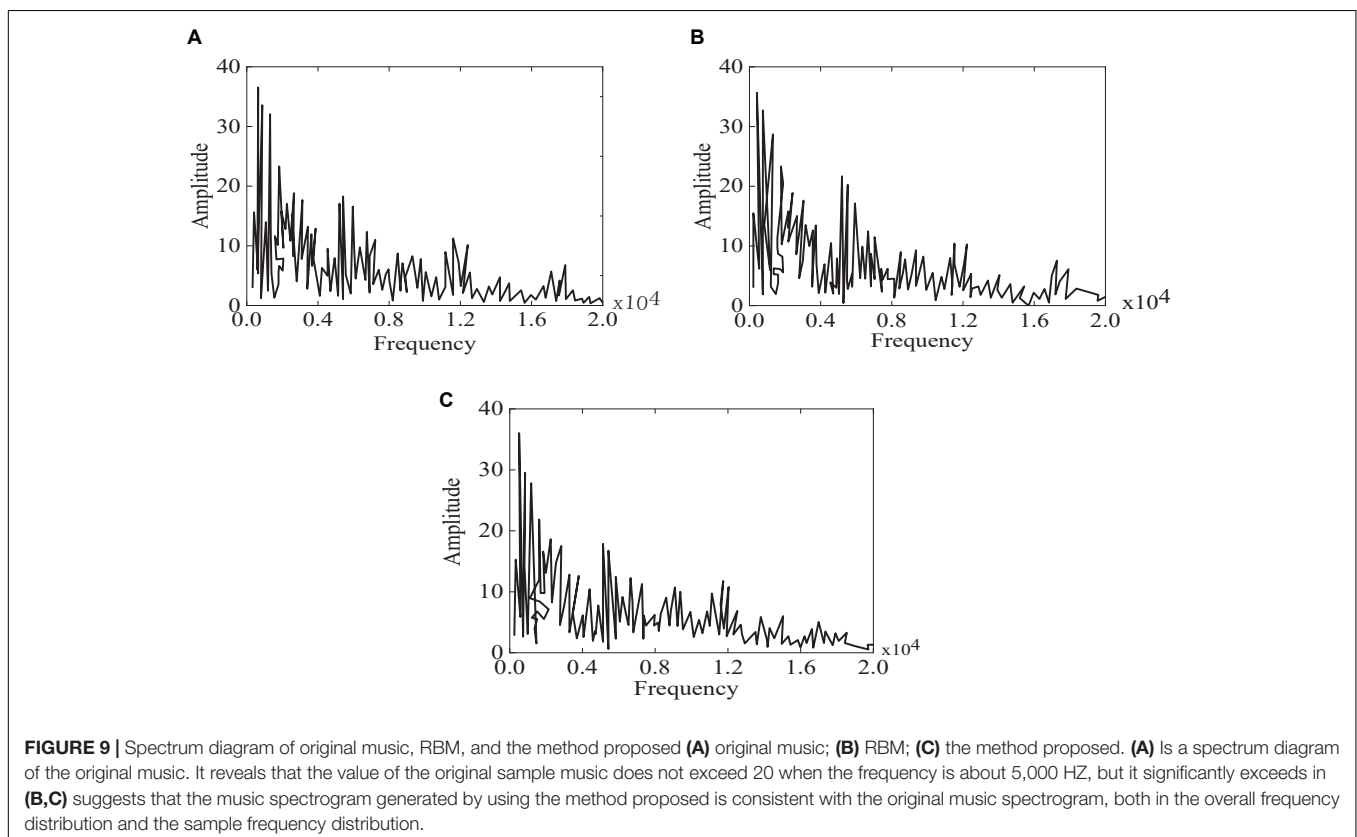 A
40
30
20
10
0
Amplitude
0.0 0.4 0.8 1.2 1.6 2.0
x10^4
Frequency
B
40
30
20
10
0
Amplitude
0.0 0.4 0.8 1.2 1.6 2.0
x10^4
Frequency
C
40
30
20
10
0
Amplitude
0.0 0.4 0.8 1.2 1.6 2.0
x10^4
Frequency
FIGURE 9 | Spectrum diagram of original music, RBM, and the method proposed (A) original music; (B) RBM; (C) the method proposed. (A) Is a spectrum diagram
of the original music. It reveals that the value of the original sample music does not exceed 20 when the frequency is about 5,000 HZ, but it significantly exceeds in
(B,C) suggests that the music spectrogram generated by using the method proposed is consistent with the original music spectrogram, both in the overall frequency
distribution and the sample frequency distribution.